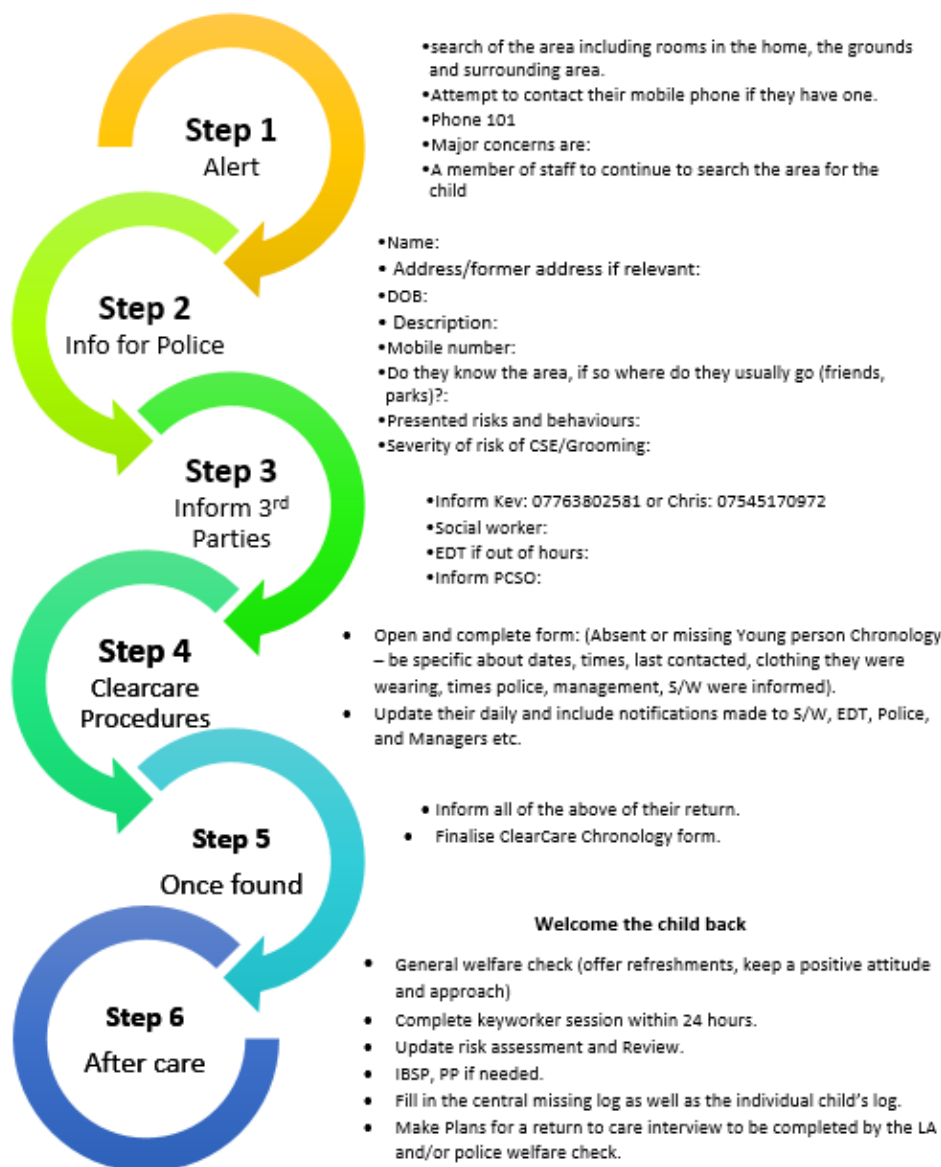 Step 1
Alert
•search of the area including rooms in the home, the grounds
and surrounding area.
•Attempt to contact their mobile phone if they have one.
•Phone 101
•Major concerns are:
•A member of staff to continue to search the area for the
child
Step 2
Info for Police
•Name:
• Address/former address if relevant:
•DOB:
• Description:
•Mobile number:
•Do they know the area, if so where do they usually go (friends,
parks)?:
•Presented risks and behaviours:
•Severity of risk of CSE/Grooming:
Step 3
Inform 3rd
Parties
•Inform Kev: 07763802581 or Chris: 07545170972
•Social worker:
•EDT if out of hours:
•Inform PCSO:
Step 4
Clearcare
Procedures
• Open and complete form: (Absent or missing Young person Chronology
– be specific about dates, times, last contacted, clothing they were
wearing, times police, management, S/W were informed).
• Update their daily and include notifications made to S/W, EDT, Police,
and Managers etc.
Step 5
Once found
• Inform all of the above of their return.
• Finalise ClearCare Chronology form.
Step 6
After care
Welcome the child back
• General welfare check (offer refreshments, keep a positive attitude
and approach)
• Complete keyworker session within 24 hours.
• Update risk assessment and Review.
• IBSP, PP if needed.
• Fill in the central missing log as well as the individual child's log.
• Make Plans for a return to care interview to be completed by the LA
and/or police welfare check.